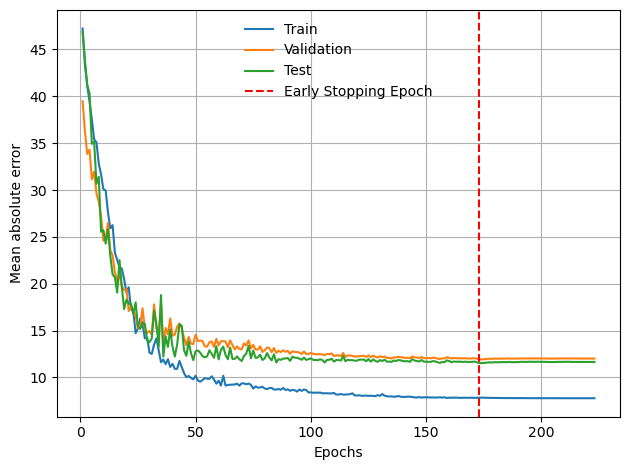 Train
Validation
Test
Early Stopping Epoch
Mean absolute error
45
40
35
30
25
20
15
10
0
50
100
150
200
Epochs